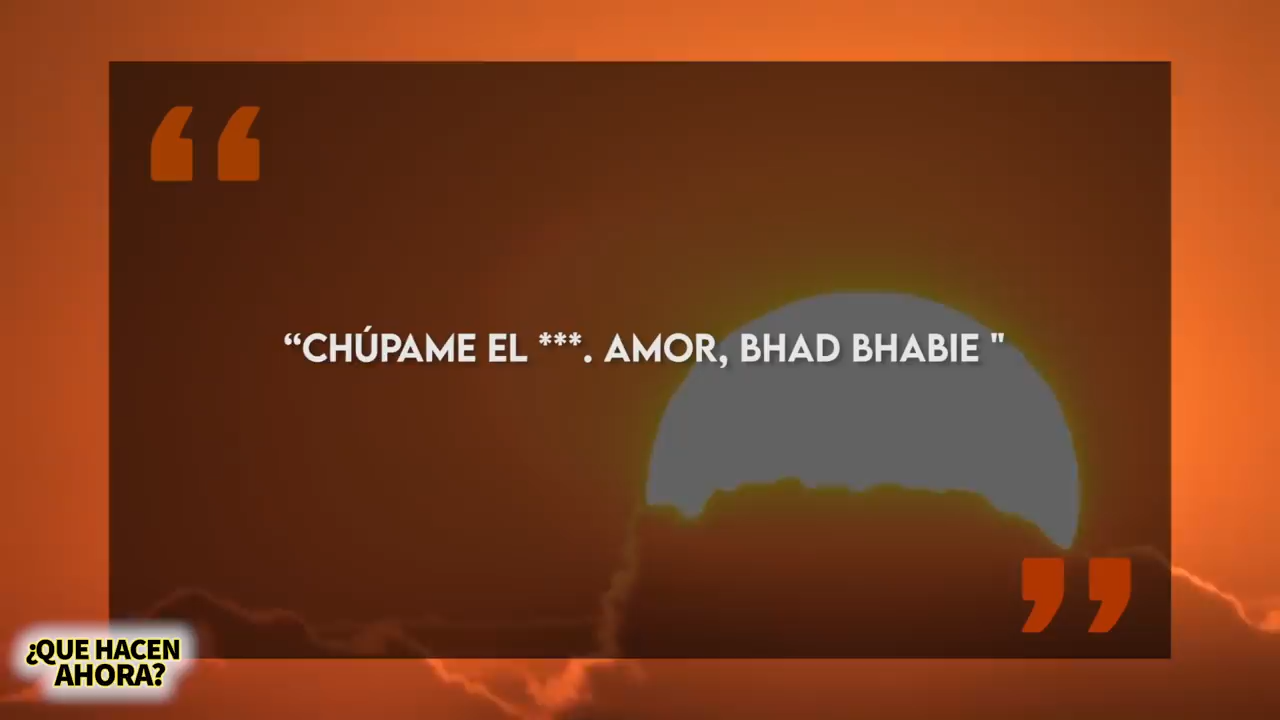 “CHÚPAME EL ***. AMOR, BHAD BHABIE "
¿QUE HACEN
AHORA?